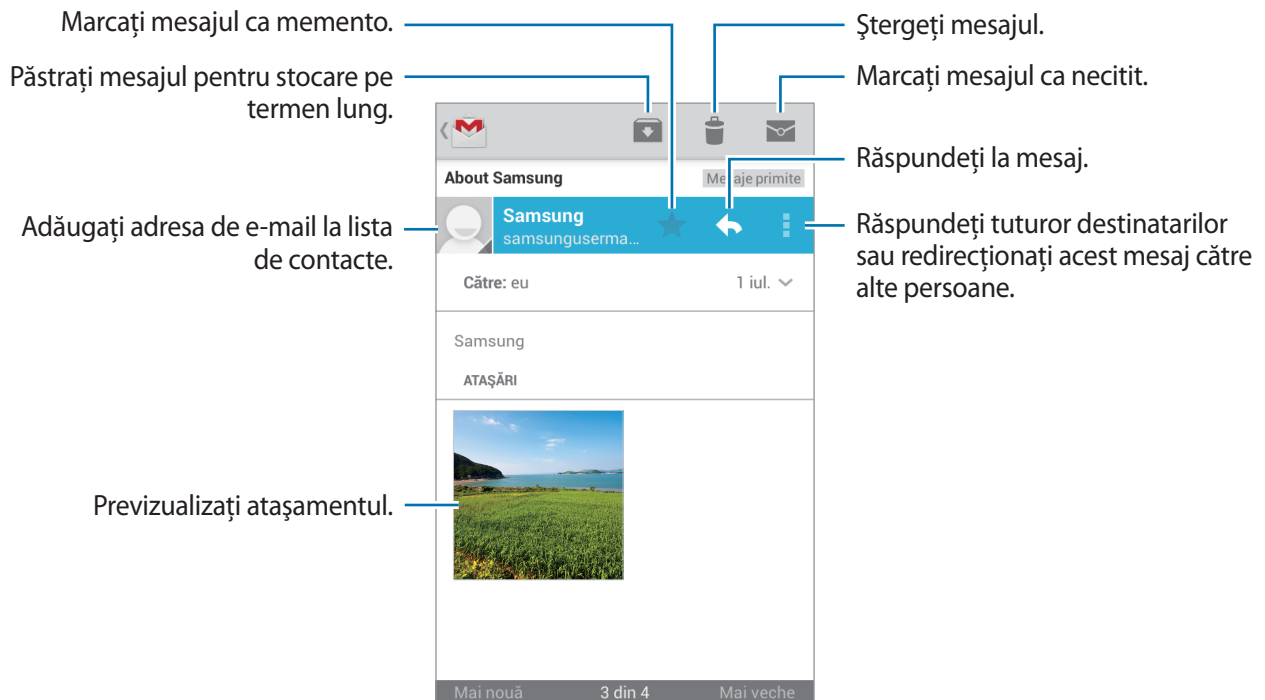 Marcați mesajul ca memento.
Păstrați mesajul pentru stocare pe
termen lung.
Adăugați adresa de e-mail la lista
de contacte.
Previzualizați ataşamentul.
About Samsung
Mesaje primite
Samsung
samsunguserma...
Către: eu
1 iul.
Samsung
ATAŞĂRI
Mai nouă
3 din 4
Mai veche
Ştergeți mesajul.
Marcați mesajul ca necitit.
Răspundeți la mesaj.
Răspundeți tuturor destinatarilor
sau redirecționați acest mesaj către
alte persoane.